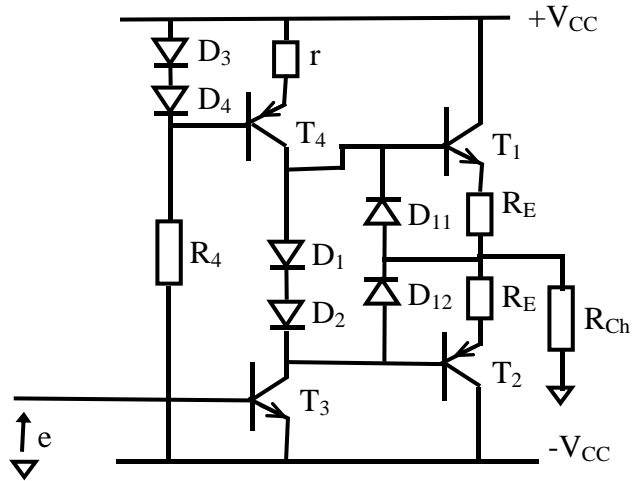 +V_CC
D_3
r
D_4
T_4
T_1
R_E
D_11
R_4
D_1
R_E
D_12
R_Ch
D_2
T_2
T_3
e
-V_CC